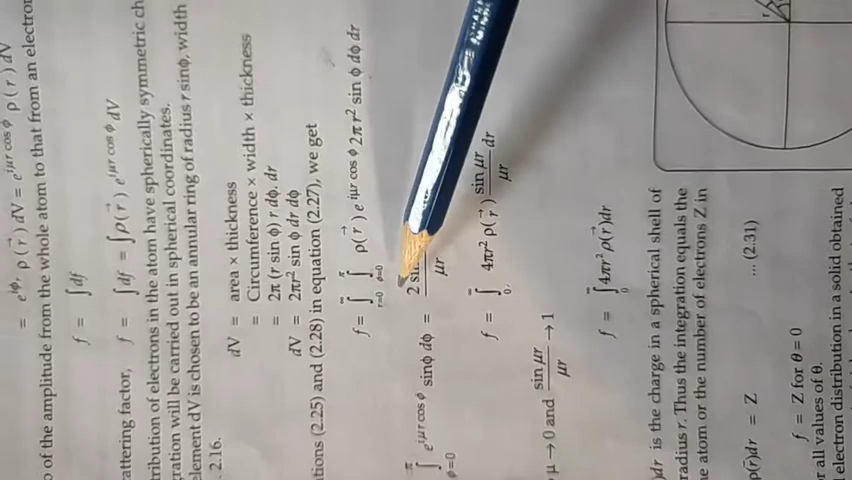 = e^{iφ_r} ρ(r⃗) dV = e^{iμr cos φ} ρ(r⃗) dV
of the amplitude from the whole atom to that from an electron
f = ∫df
attering factor, f = ∫df = ∫ρ(r⃗) e^{iμr cos φ} dV
tribution of electrons in the atom have spherically symmetric ch
gration will be carried out in spherical coordinates.
element dV is chosen to be an annular ring of radius r sinφ, width
2.16.
dV = area × thickness
= Circumference × width × thickness
= 2π (r sin φ) r dφ. dr
dV = 2πr² sin φ dr dφ
tions (2.25) and (2.28) in equation (2.27), we get
f = ∫_{r=0}^{∞} ∫_{φ=0}^{π} ρ(r⃗) e^{iμr cos φ} 2π r² sin φ dφ dr
∫_{φ=0}^{π} e^{iμr cos φ} sinφ dφ = 2 sin / μr
f = ∫_{0}^{∞} 4πr² ρ(r⃗) sin μr / μr dr
μ → 0 and sin μr / μr → 1
f = ∫_{0}^{∞} 4πr² ρ(r⃗)dr
)dr is the charge in a spherical shell of
radius r. Thus the integration equals the
e atom or the number of electrons Z in
ρ(r⃗)dr = Z ... (2.31)
f = Z for θ = 0
r all values of θ.
l electron distribution in a solid obtained
r